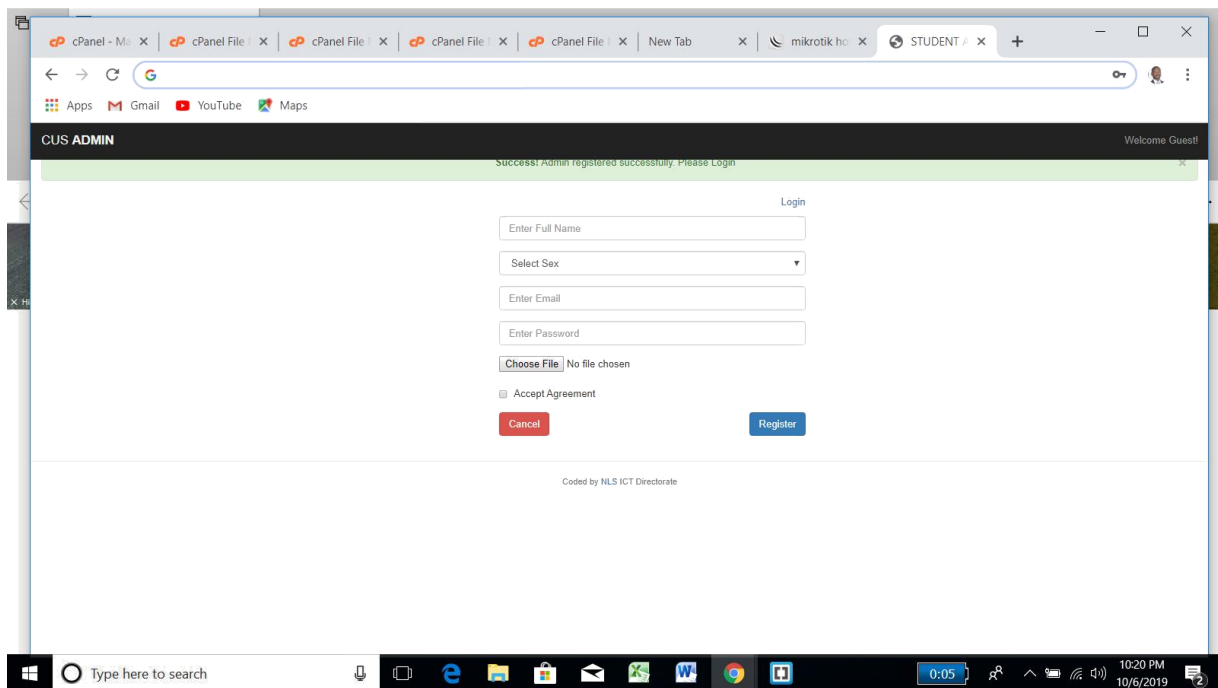 cPanel - Ma
cPanel File
cPanel File
cPanel File
cPanel File
New Tab
mikrotik ho
STUDENT A
Apps
Gmail
YouTube
Maps
CUS ADMIN
Welcome Guest!
Success! Admin registered successfully. Please Login
×
Login
Enter Full Name
Select Sex
Enter Email
Enter Password
Choose File No file chosen
Accept Agreement
Cancel
Register
Coded by NLS ICT Directorate
Type here to search
0:05
10:20 PM
10/6/2019
2